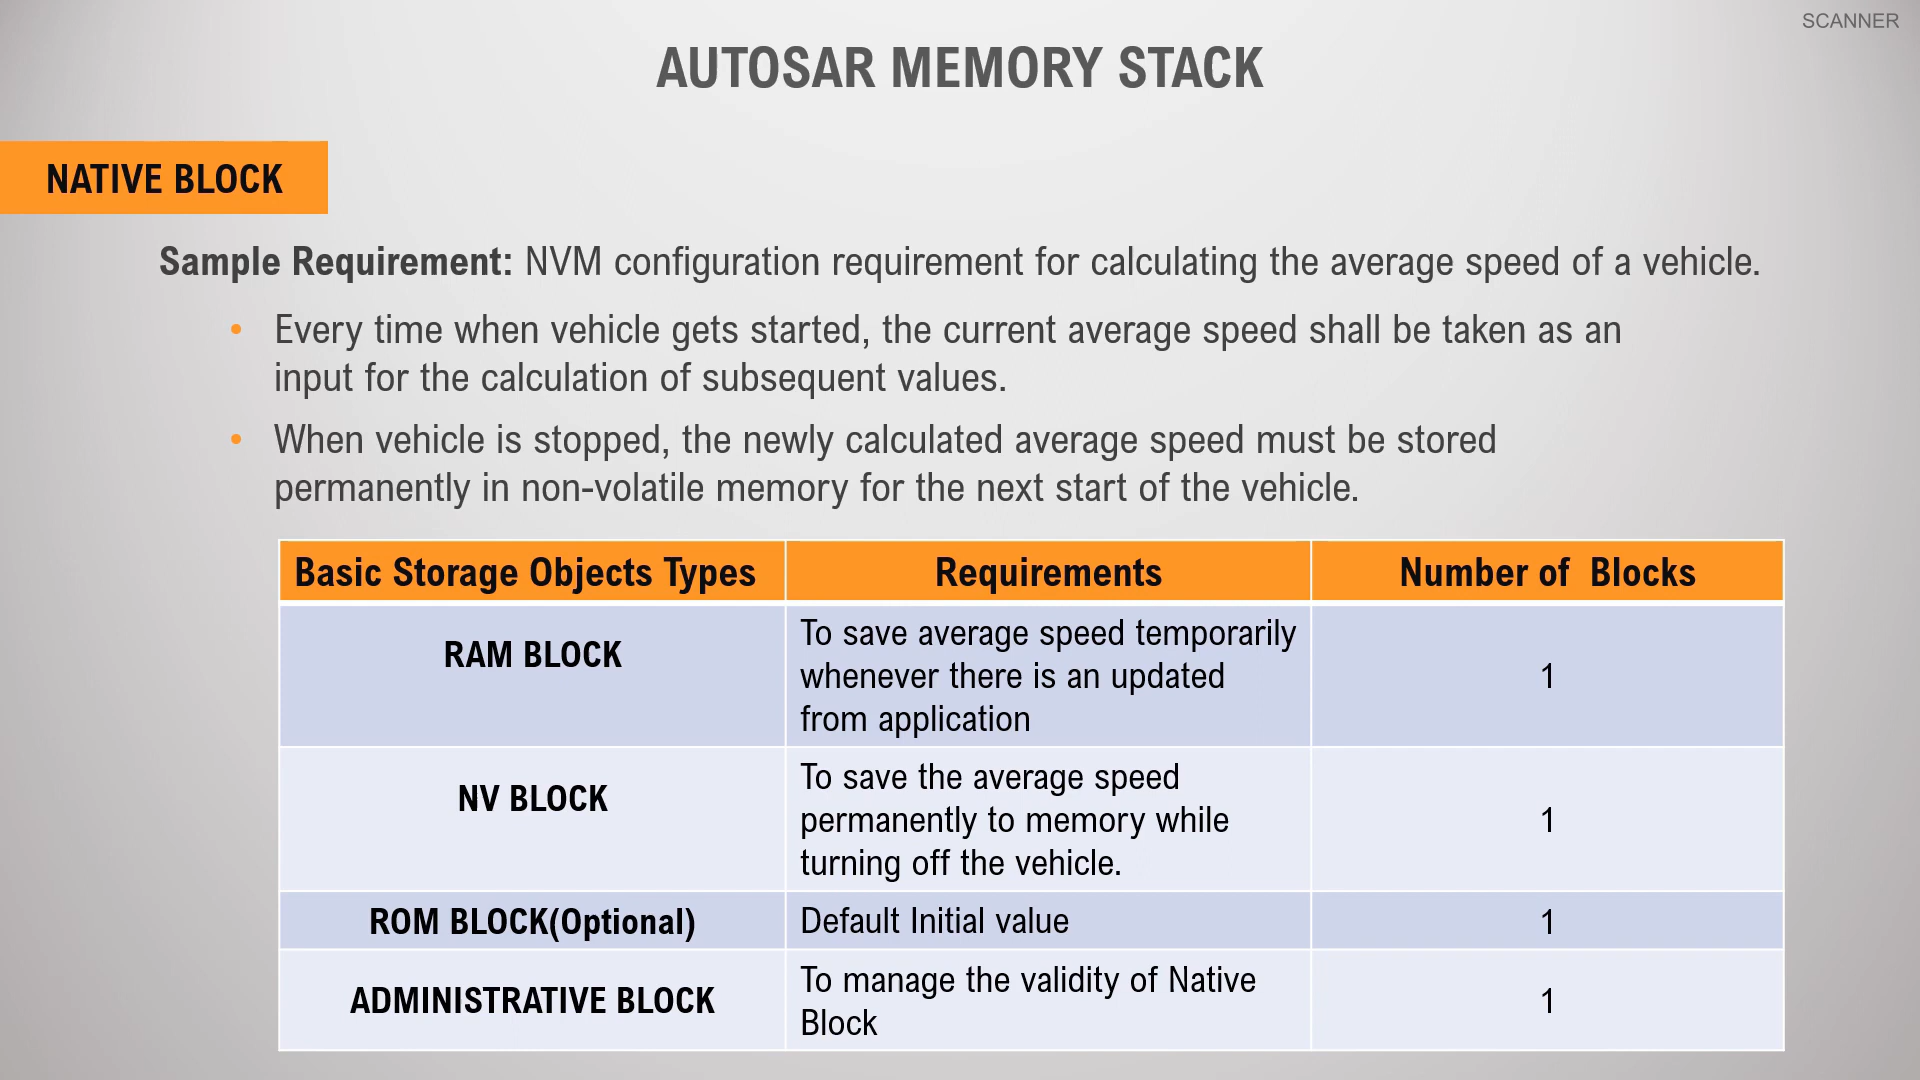 SCANNER
AUTOSAR MEMORY STACK
NATIVE BLOCK
Sample Requirement: NVM configuration requirement for calculating the average speed of a vehicle.
• Every time when vehicle gets started, the current average speed shall be taken as an
input for the calculation of subsequent values.
• When vehicle is stopped, the newly calculated average speed must be stored
permanently in non-volatile memory for the next start of the vehicle.
Basic Storage Objects Types Requirements Number of Blocks
RAM BLOCK
To save average speed temporarily
whenever there is an updated
from application
1
NV BLOCK
To save the average speed
permanently to memory while
turning off the vehicle.
1
ROM BLOCK(Optional) Default Initial value 1
ADMINISTRATIVE BLOCK
To manage the validity of Native
Block
1